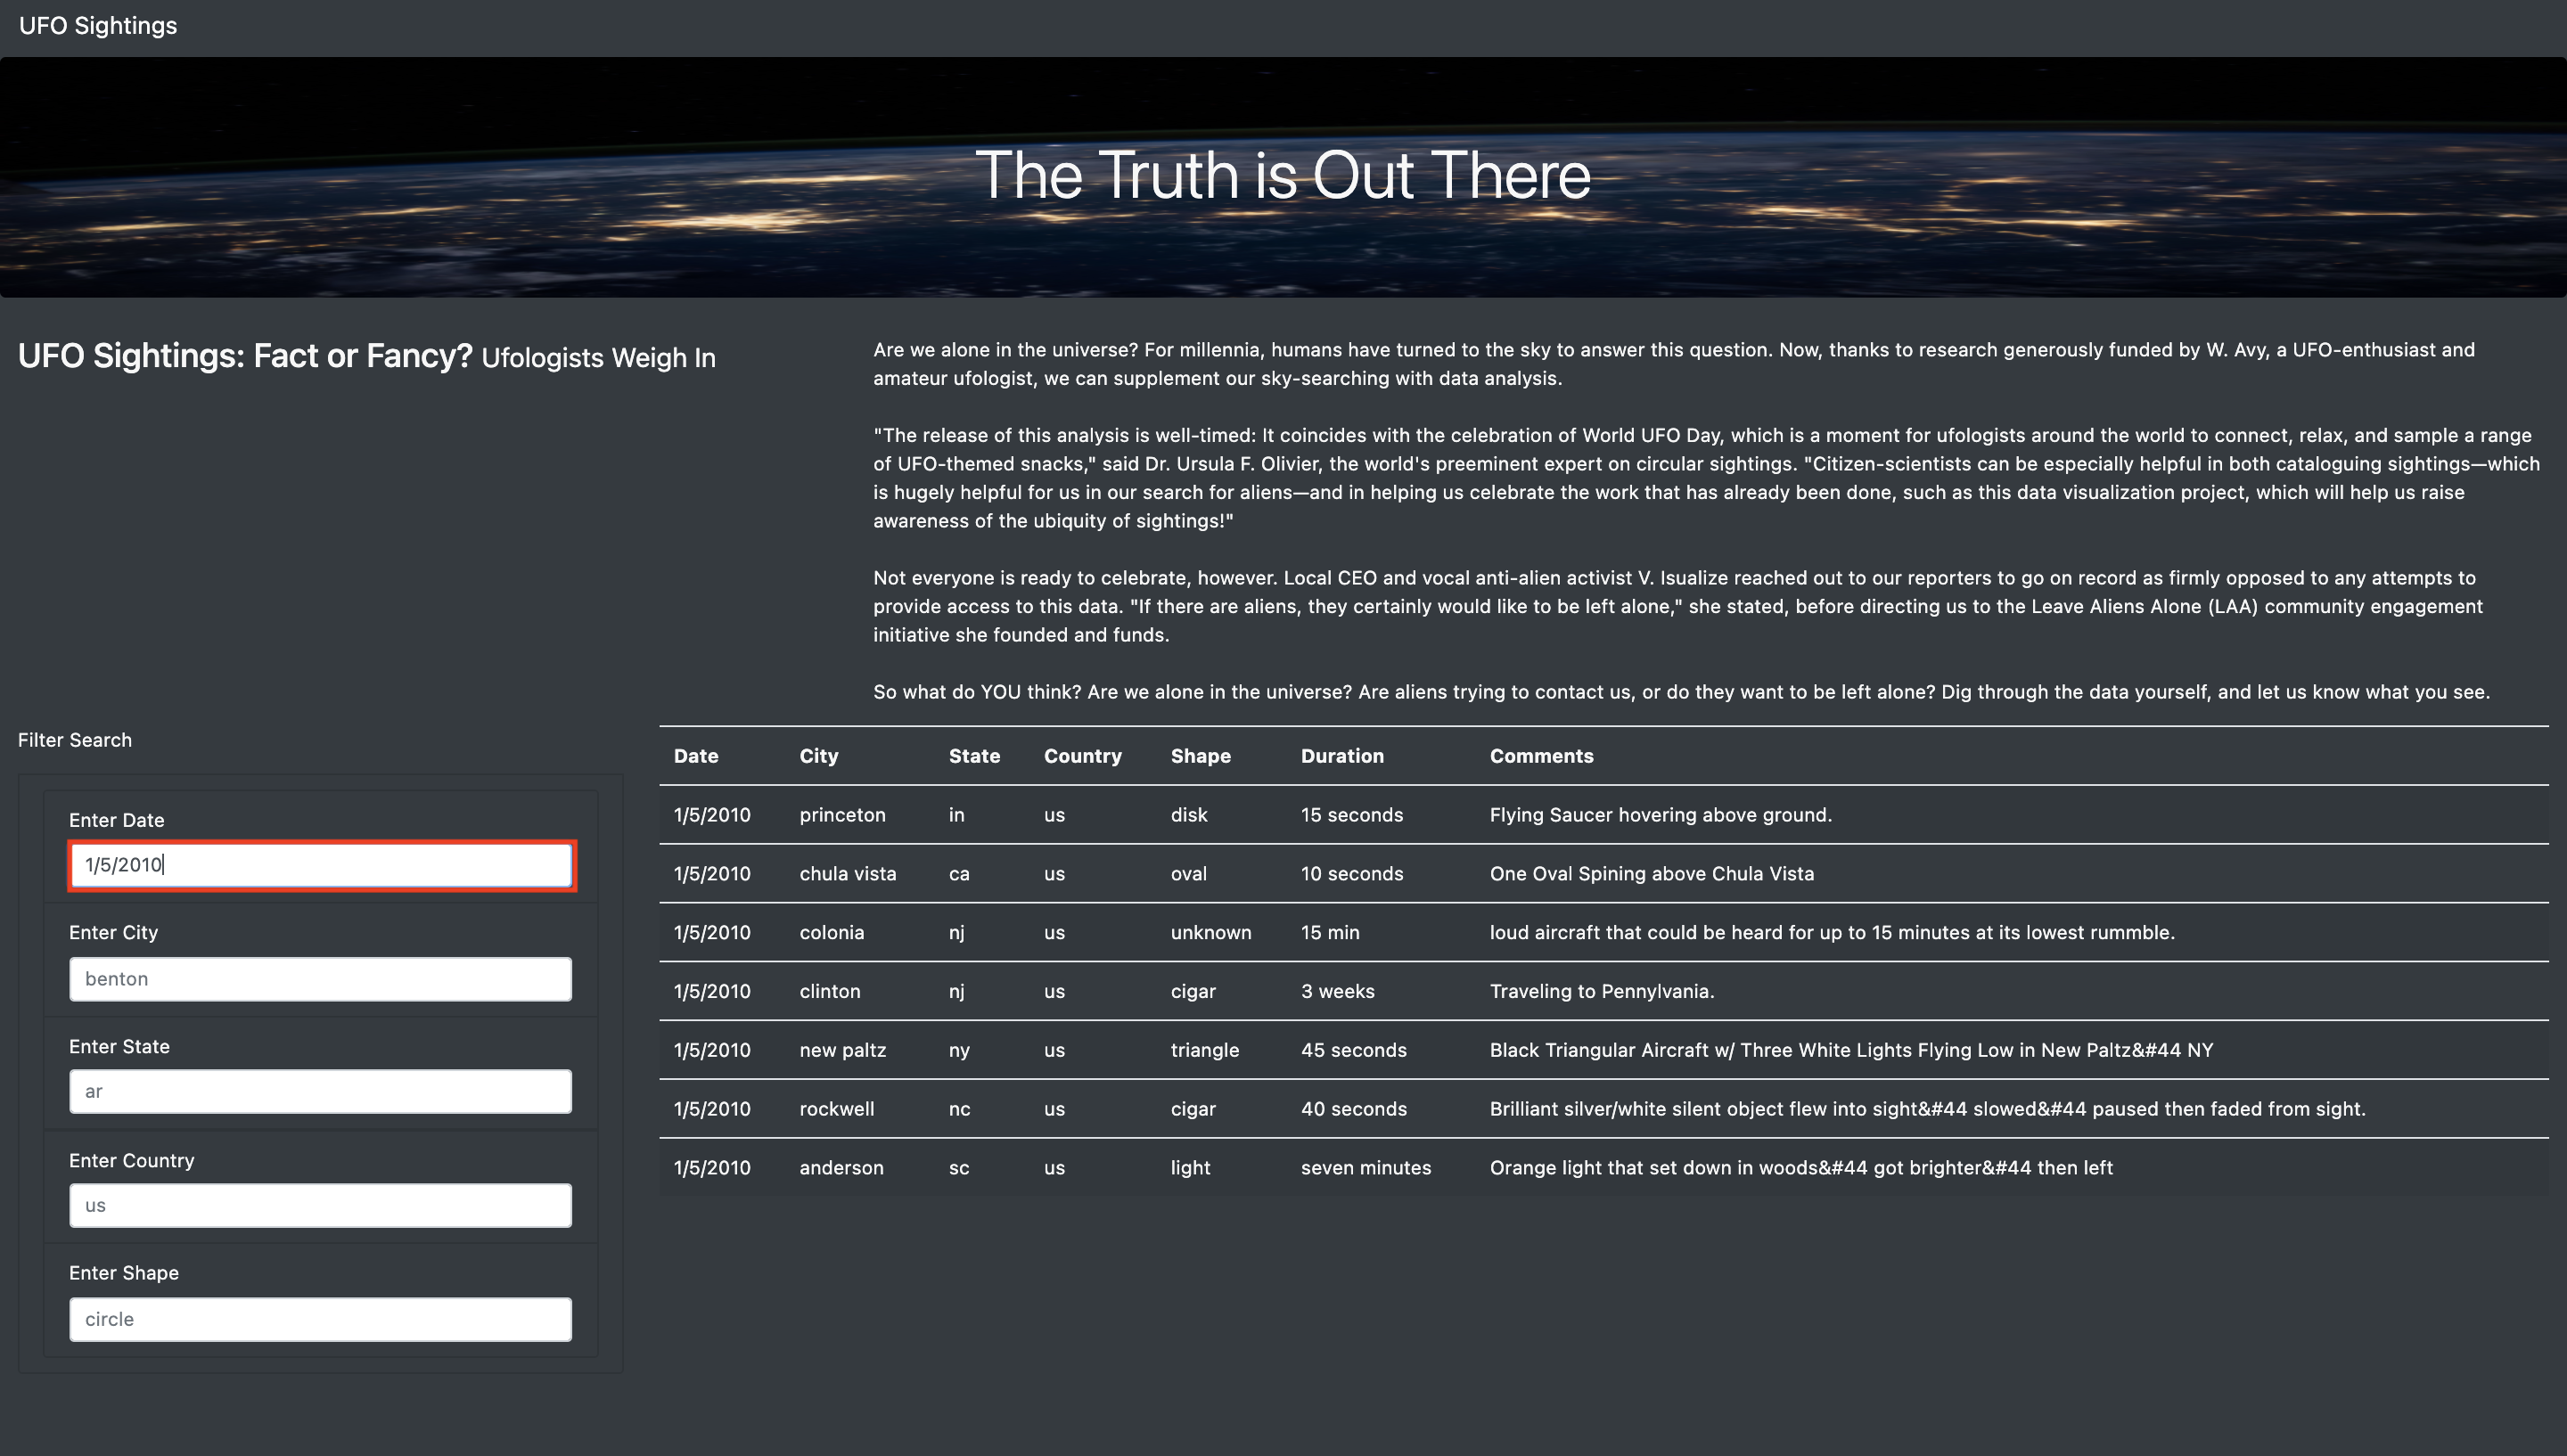 UFO Sightings
The Truth is Out There
UFO Sightings: Fact or Fancy? Ufologists Weigh In
Are we alone in the universe? For millennia, humans have turned to the sky to answer this question. Now, thanks to research generously funded by W. Avy, a UFO-enthusiast and
amateur ufologist, we can supplement our sky-searching with data analysis.
"The release of this analysis is well-timed: It coincides with the celebration of World UFO Day, which is a moment for ufologists around the world to connect, relax, and sample a range
of UFO-themed snacks," said Dr. Ursula F. Olivier, the world's preeminent expert on circular sightings. "Citizen-scientists can be especially helpful in both cataloguing sightings—which
is hugely helpful for us in our search for aliens—and in helping us celebrate the work that has already been done, such as this data visualization project, which will help us raise
awareness of the ubiquity of sightings!"
Not everyone is ready to celebrate, however. Local CEO and vocal anti-alien activist V. Isualize reached out to our reporters to go on record as firmly opposed to any attempts to
provide access to this data. "If there are aliens, they certainly would like to be left alone," she stated, before directing us to the Leave Aliens Alone (LAA) community engagement
initiative she founded and funds.
So what do YOU think? Are we alone in the universe? Are aliens trying to contact us, or do they want to be left alone? Dig through the data yourself, and let us know what you see.
Filter Search
Enter Date
1/5/2010
Enter City
benton
Enter State
ar
Enter Country
us
Enter Shape
circle
Date City State Country Shape Duration Comments
1/5/2010 princeton in us disk 15 seconds Flying Saucer hovering above ground.
1/5/2010 chula vista ca us oval 10 seconds One Oval Spining above Chula Vista
1/5/2010 colonia nj us unknown 15 min loud aircraft that could be heard for up to 15 minutes at its lowest rummble.
1/5/2010 clinton nj us cigar 3 weeks Traveling to Pennylvania.
1/5/2010 new paltz ny us triangle 45 seconds Black Triangular Aircraft w/ Three White Lights Flying Low in New Paltz&#44 NY
1/5/2010 rockwell nc us cigar 40 seconds Brilliant silver/white silent object flew into sight&#44 slowed&#44 paused then faded from sight.
1/5/2010 anderson sc us light seven minutes Orange light that set down in woods&#44 got brighter&#44 then left